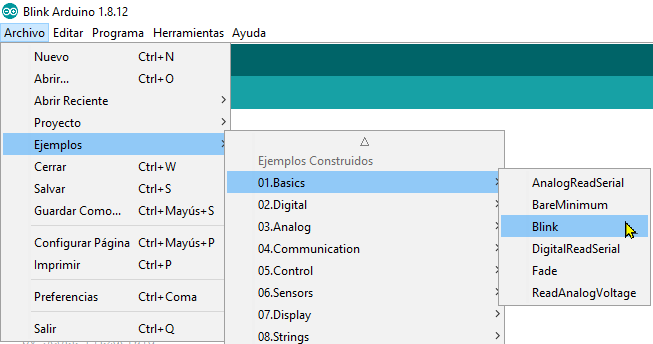 Blink Arduino 1.8.12
Archivo Editar Programa Herramientas Ayuda
Nuevo Ctrl+N
Abrir... Ctrl+O
Abrir Reciente
Proyecto
Ejemplos
Cerrar Ctrl+W
Salvar Ctrl+S
Guardar Como... Ctrl+Mayús+S
Configurar Página Ctrl+Mayús+P
Imprimir Ctrl+P
Preferencias Ctrl+Coma
Salir Ctrl+Q
Ejemplos Construidos
01.Basics
02.Digital
03.Analog
04.Communication
05.Control
06.Sensors
07.Display
08.Strings
AnalogReadSerial
BareMinimum
Blink
DigitalReadSerial
Fade
ReadAnalogVoltage